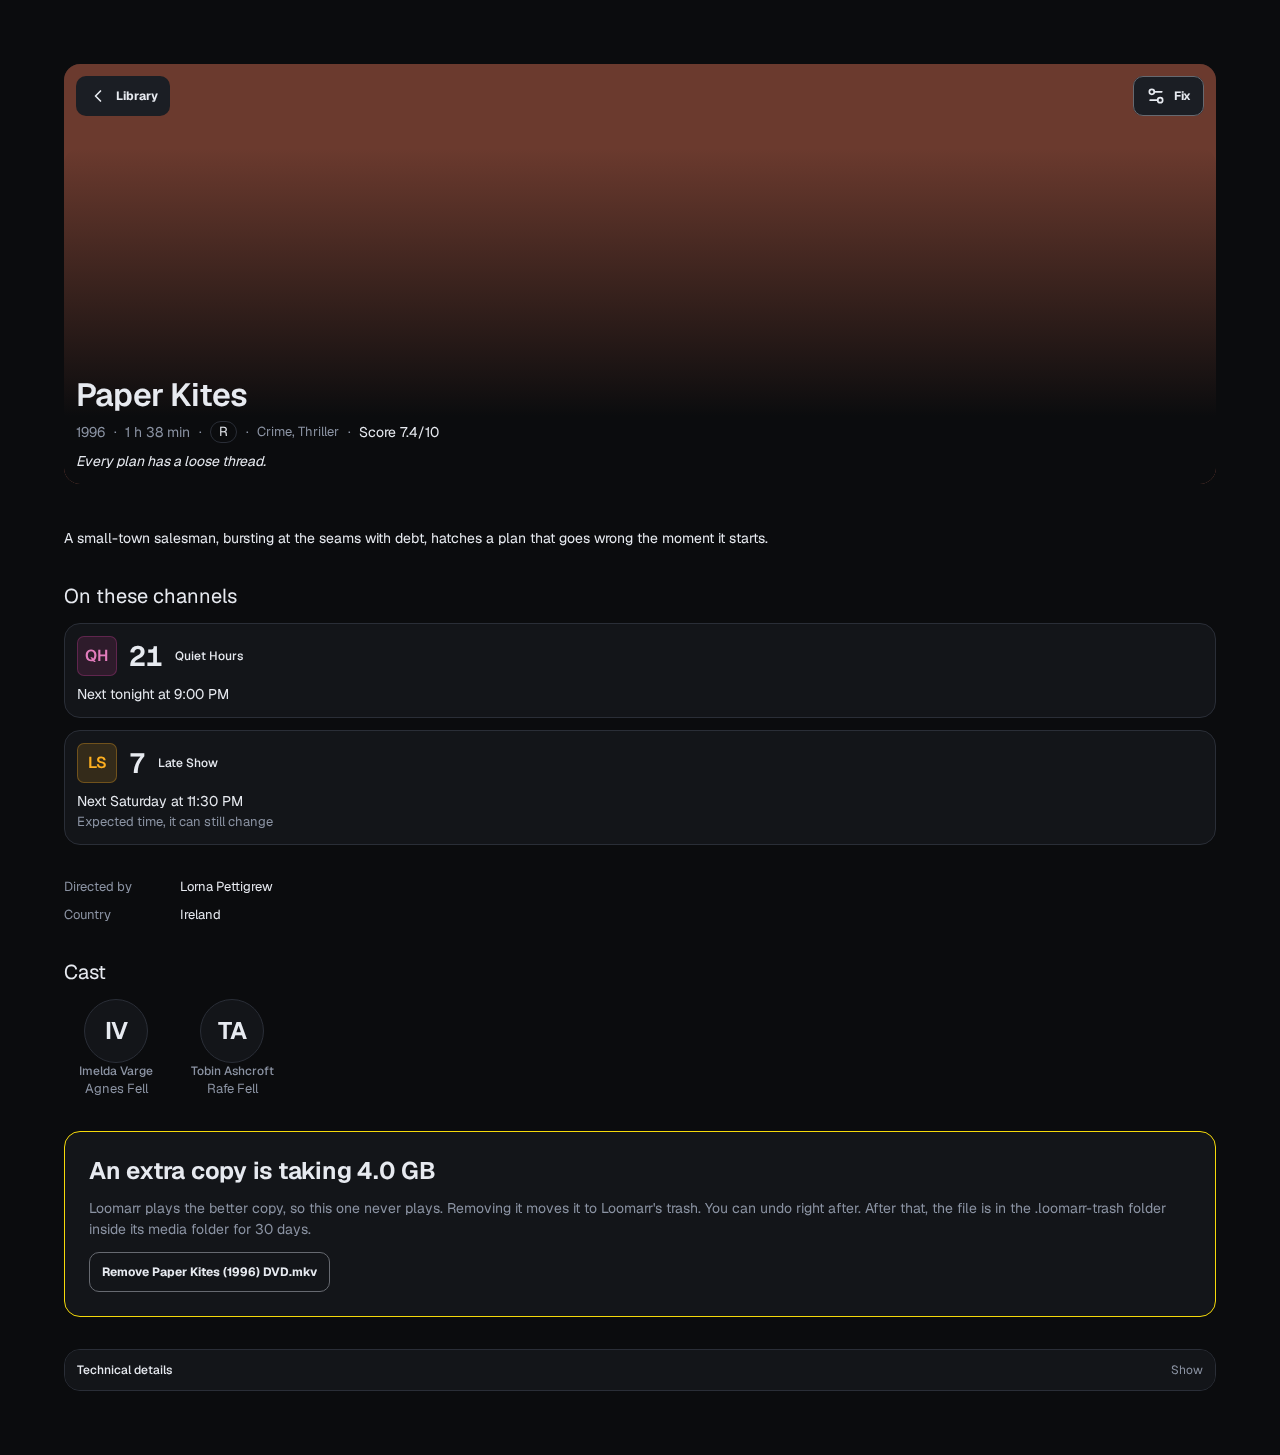 Library
Fix
Paper Kites
1996 · 1 h 38 min · R · Crime, Thriller · Score 7.4/10
Every plan has a loose thread.
A small-town salesman, bursting at the seams with debt, hatches a plan that goes wrong the moment it starts.
On these channels
QH 21 Quiet Hours
Next tonight at 9:00 PM
LS 7 Late Show
Next Saturday at 11:30 PM
Expected time, it can still change
Directed by Lorna Pettigrew
Country Ireland
Cast
IV TA
Imelda Varge Tobin Ashcroft
Agnes Fell Rafe Fell
An extra copy is taking 4.0 GB
Loomarr plays the better copy, so this one never plays. Removing it moves it to Loomarr's trash. You can undo right after. After that, the file is in the .loomarr-trash folder
inside its media folder for 30 days.
Remove Paper Kites (1996) DVD.mkv
Technical details Show